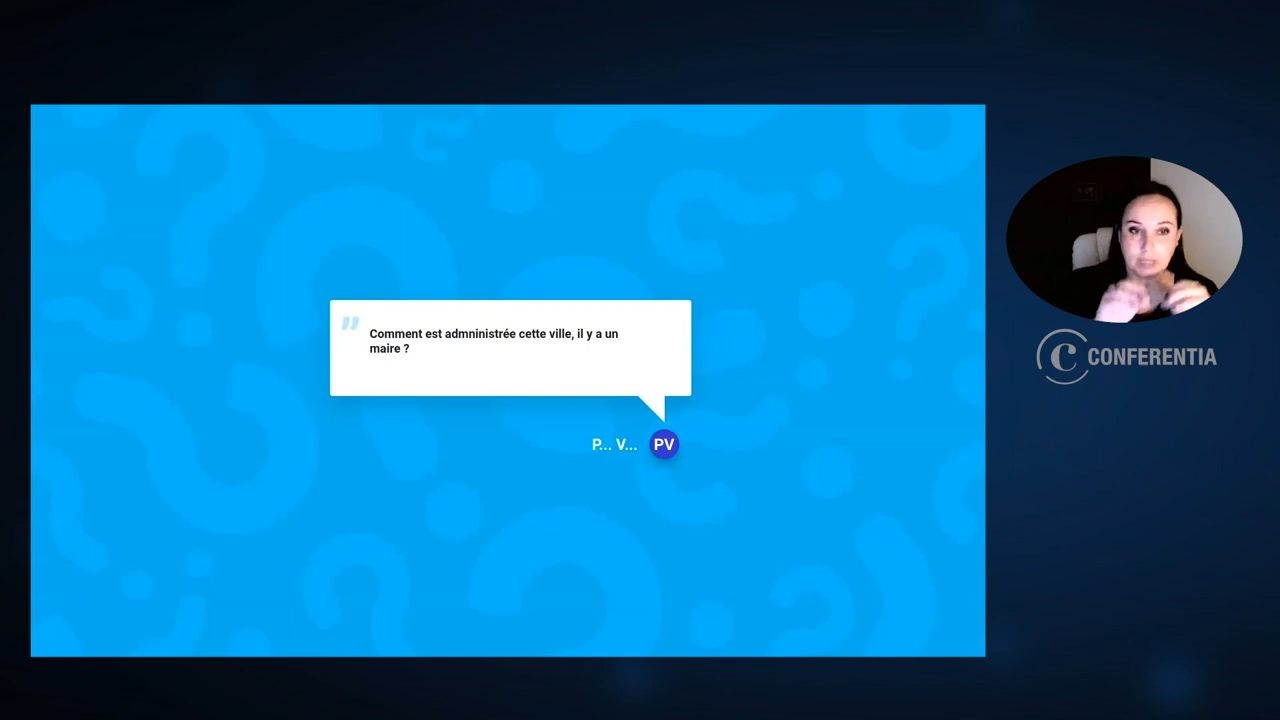 Comment est admninistrée cette ville, il y a un
maire ?
P... V... PV
CONFERENTIA